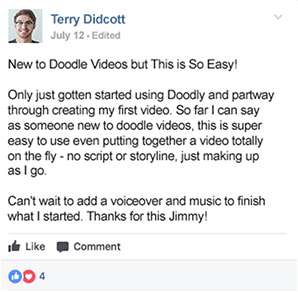 Terry Didcott
July 12 · Edited
New to Doodle Videos but This is So Easy!
Only just gotten started using Doodly and partway
through creating my first video. So far I can say
as someone new to doodle videos, this is super
easy to use even putting together a video totally
on the fly - no script or storyline, just making up
as I go.
Can't wait to add a voiceover and music to finish
what I started. Thanks for this Jimmy!
Like Comment
4